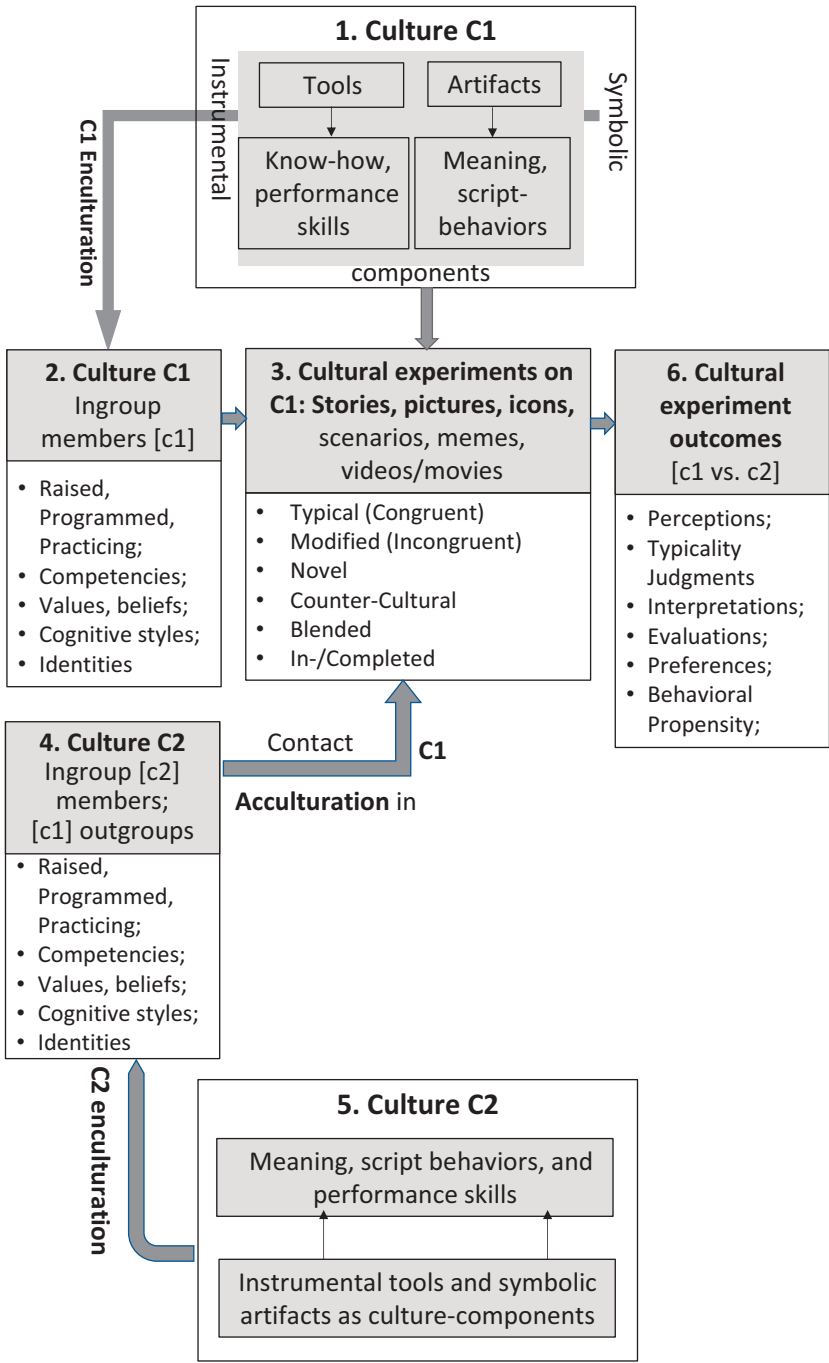 1. Culture C1
Instrumental
Tools
Artifacts
Symbolic
Know-how,
performance
skills
Meaning,
script-
behaviors
components
C1 Enculturation
2. Culture C1
Ingroup
members [c1]
• Raised,
Programmed,
Practicing;
• Competencies;
• Values, beliefs;
• Cognitive styles;
• Identities
3. Cultural experiments on
C1: Stories, pictures, icons,
scenarios, memes,
videos/movies
• Typical (Congruent)
• Modified (Incongruent)
• Novel
• Counter-Cultural
• Blended
• In-/Completed
6. Cultural
experiment
outcomes
[c1 vs. c2]
• Perceptions;
• Typicality
Judgments
• Interpretations;
• Evaluations;
• Preferences;
• Behavioral
Propensity;
4. Culture C2
Ingroup [c2]
members;
[c1] outgroups
• Raised,
Programmed,
Practicing;
• Competencies;
• Values, beliefs;
• Cognitive styles;
• Identities
Contact
Acculturation in
C1
C2 enculturation
5. Culture C2
Meaning, script behaviors, and
performance skills
Instrumental tools and symbolic
artifacts as culture-components